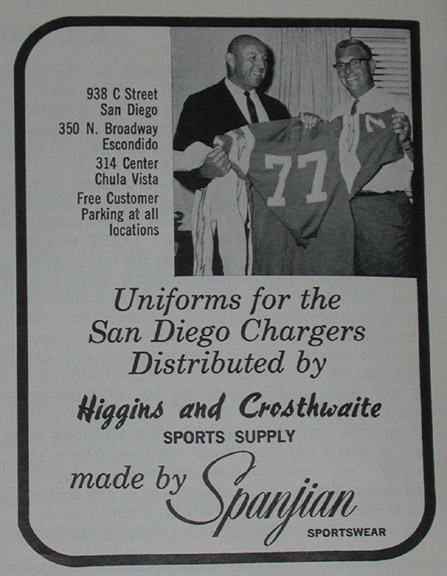 938 C Street
San Diego
350 N. Broadway
Escondido
314 Center
Chula Vista
Free Customer
Parking at all
locations
77
Uniforms for the
San Diego Chargers
Distributed by
Higgins and Crosthwaite
SPORTS SUPPLY
made by Spanjian
SPORTSWEAR